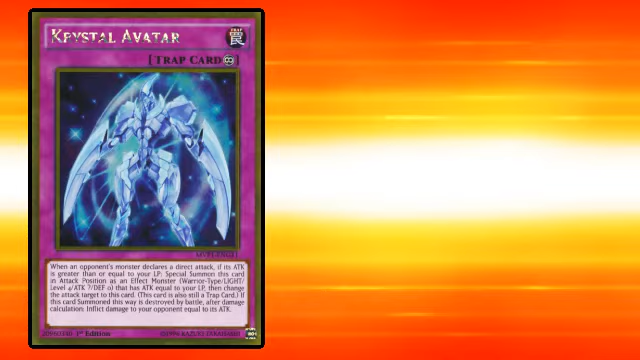 Krystal Avatar
[TRAP CARD]
MVP1-ENG31
When an opponent's monster declares a direct attack, if its ATK
is greater than or equal to your LP: Special Summon this card
in Attack Position as an Effect Monster (Warrior-Type/LIGHT/
Level 4/ATK ?/DEF 0) that has ATK equal to your LP, then change
the attack target to this card. (This card is also still a Trap Card.) If
this card Summoned this way is destroyed by battle, after damage
calculation: Inflict damage to your opponent equal to its ATK.
1st Edition
©1996 KAZUKI TAKAHASHI